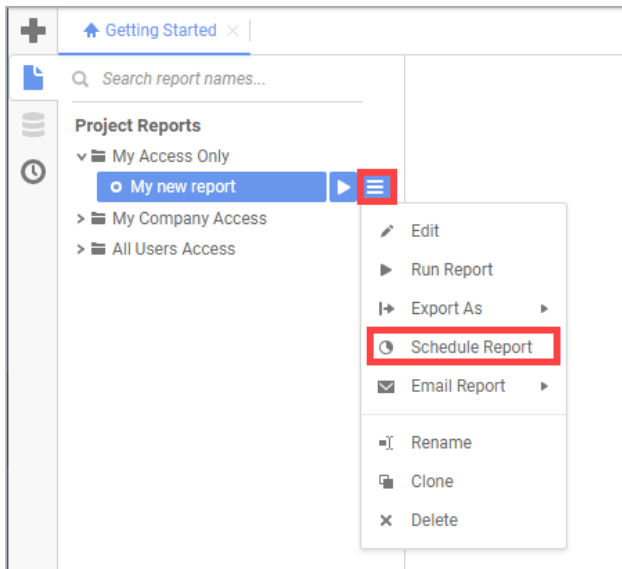 Getting Started
Search report names...
Project Reports
My Access Only
My new report
My Company Access
All Users Access
Edit
Run Report
Export As
Schedule Report
Email Report
Rename
Clone
Delete